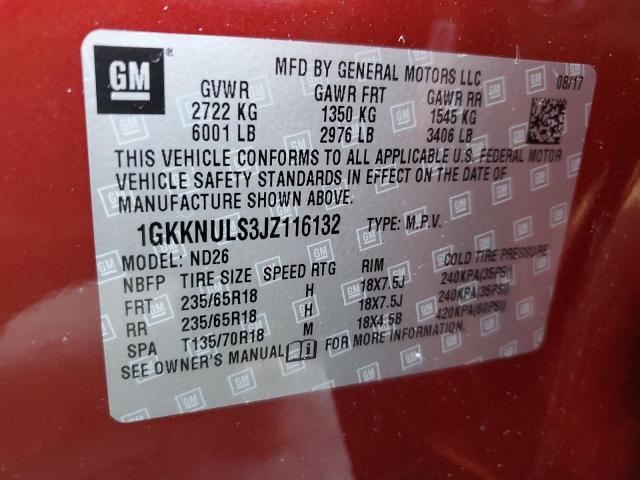 GM
MFD BY GENERAL MOTORS LLC 08/17
GVWR GAWR FRT GAWR RR
2722 KG 1350 KG 1545 KG
6001 LB 2976 LB 3406 LB
THIS VEHICLE CONFORMS TO ALL APPLICABLE U.S. FEDERAL MOTOR
VEHICLE SAFETY STANDARDS IN EFFECT ON THE DATE OF
MANUFACTURE SHOWN ABOVE.
1GKKNULS3JZ116132 TYPE: M.P.V.
MODEL: ND26
NBFP TIRE SIZE SPEED RTG RIM COLD TIRE PRESSURE
FRT 235/65R18 H 18X7.5J 240KPA(35PSI)
RR 235/65R18 H 18X7.5J 240KPA(35PSI)
SPA T135/70R18 M 18X4.5B 420KPA(60PSI)
SEE OWNER'S MANUAL FOR MORE INFORMATION.